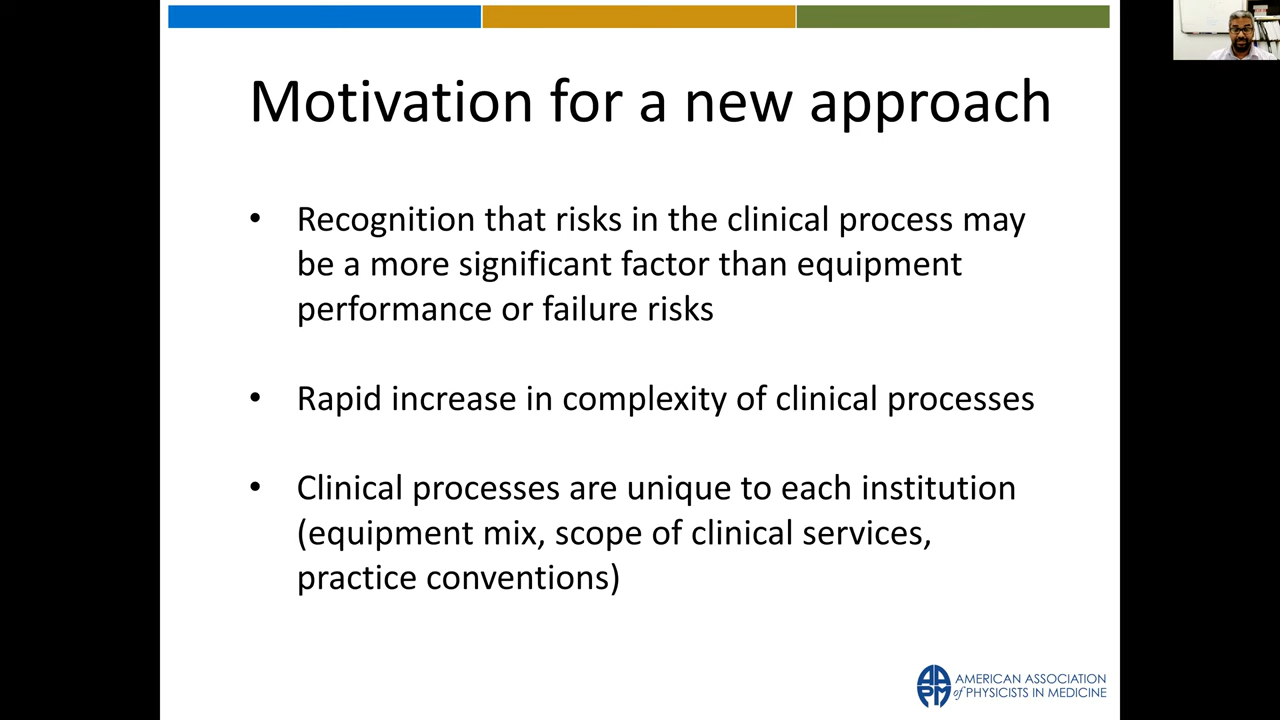 Motivation for a new approach
• Recognition that risks in the clinical process may
be a more significant factor than equipment
performance or failure risks
• Rapid increase in complexity of clinical processes
• Clinical processes are unique to each institution
(equipment mix, scope of clinical services,
practice conventions)
AAPM
AMERICAN ASSOCIATION
of PHYSICISTS IN MEDICINE